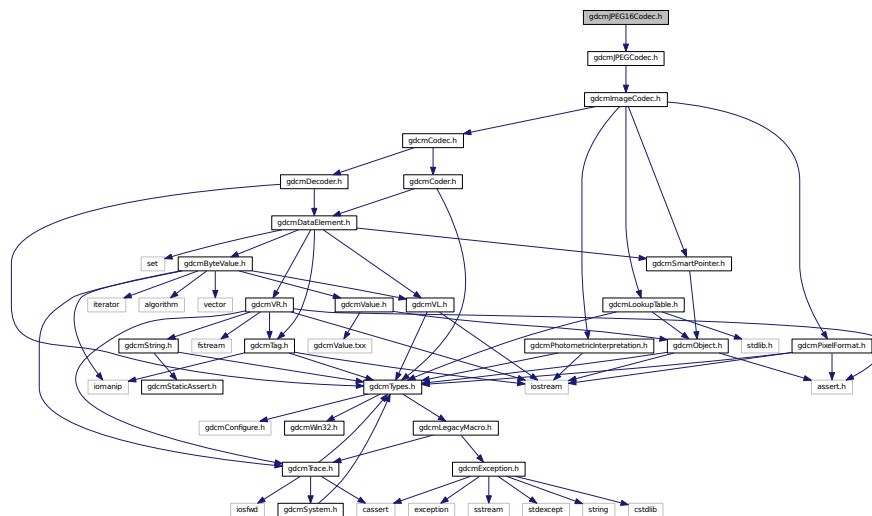 gdcmJPEG16Codec.h
gdcmJPEGCodec.h
gdcmImageCodec.h
gdcmCodec.h
gdcmDecoder.h
gdcmCoder.h
gdcmDataElement.h
set
gdcmByteValue.h
gdcmSmartPointer.h
iterator
algorithm
vector
gdcmVR.h
gdcmValue.h
gdcmVL.h
gdcmLookupTable.h
gdcmString.h
fstream
gdcmTag.h
gdcmValue.txx
gdcmPhotometricInterpretation.h
gdcmObject.h
stdlib.h
gdcmPixelFormat.h
iomanip
gdcmStaticAssert.h
gdcmTypes.h
iostream
assert.h
gdcmConfigure.h
gdcmWin32.h
gdcmLegacyMacro.h
gdcmTrace.h
gdcmException.h
iosfwd
gdcmSystem.h
cassert
exception
sstream
stdexcept
string
cstdlib